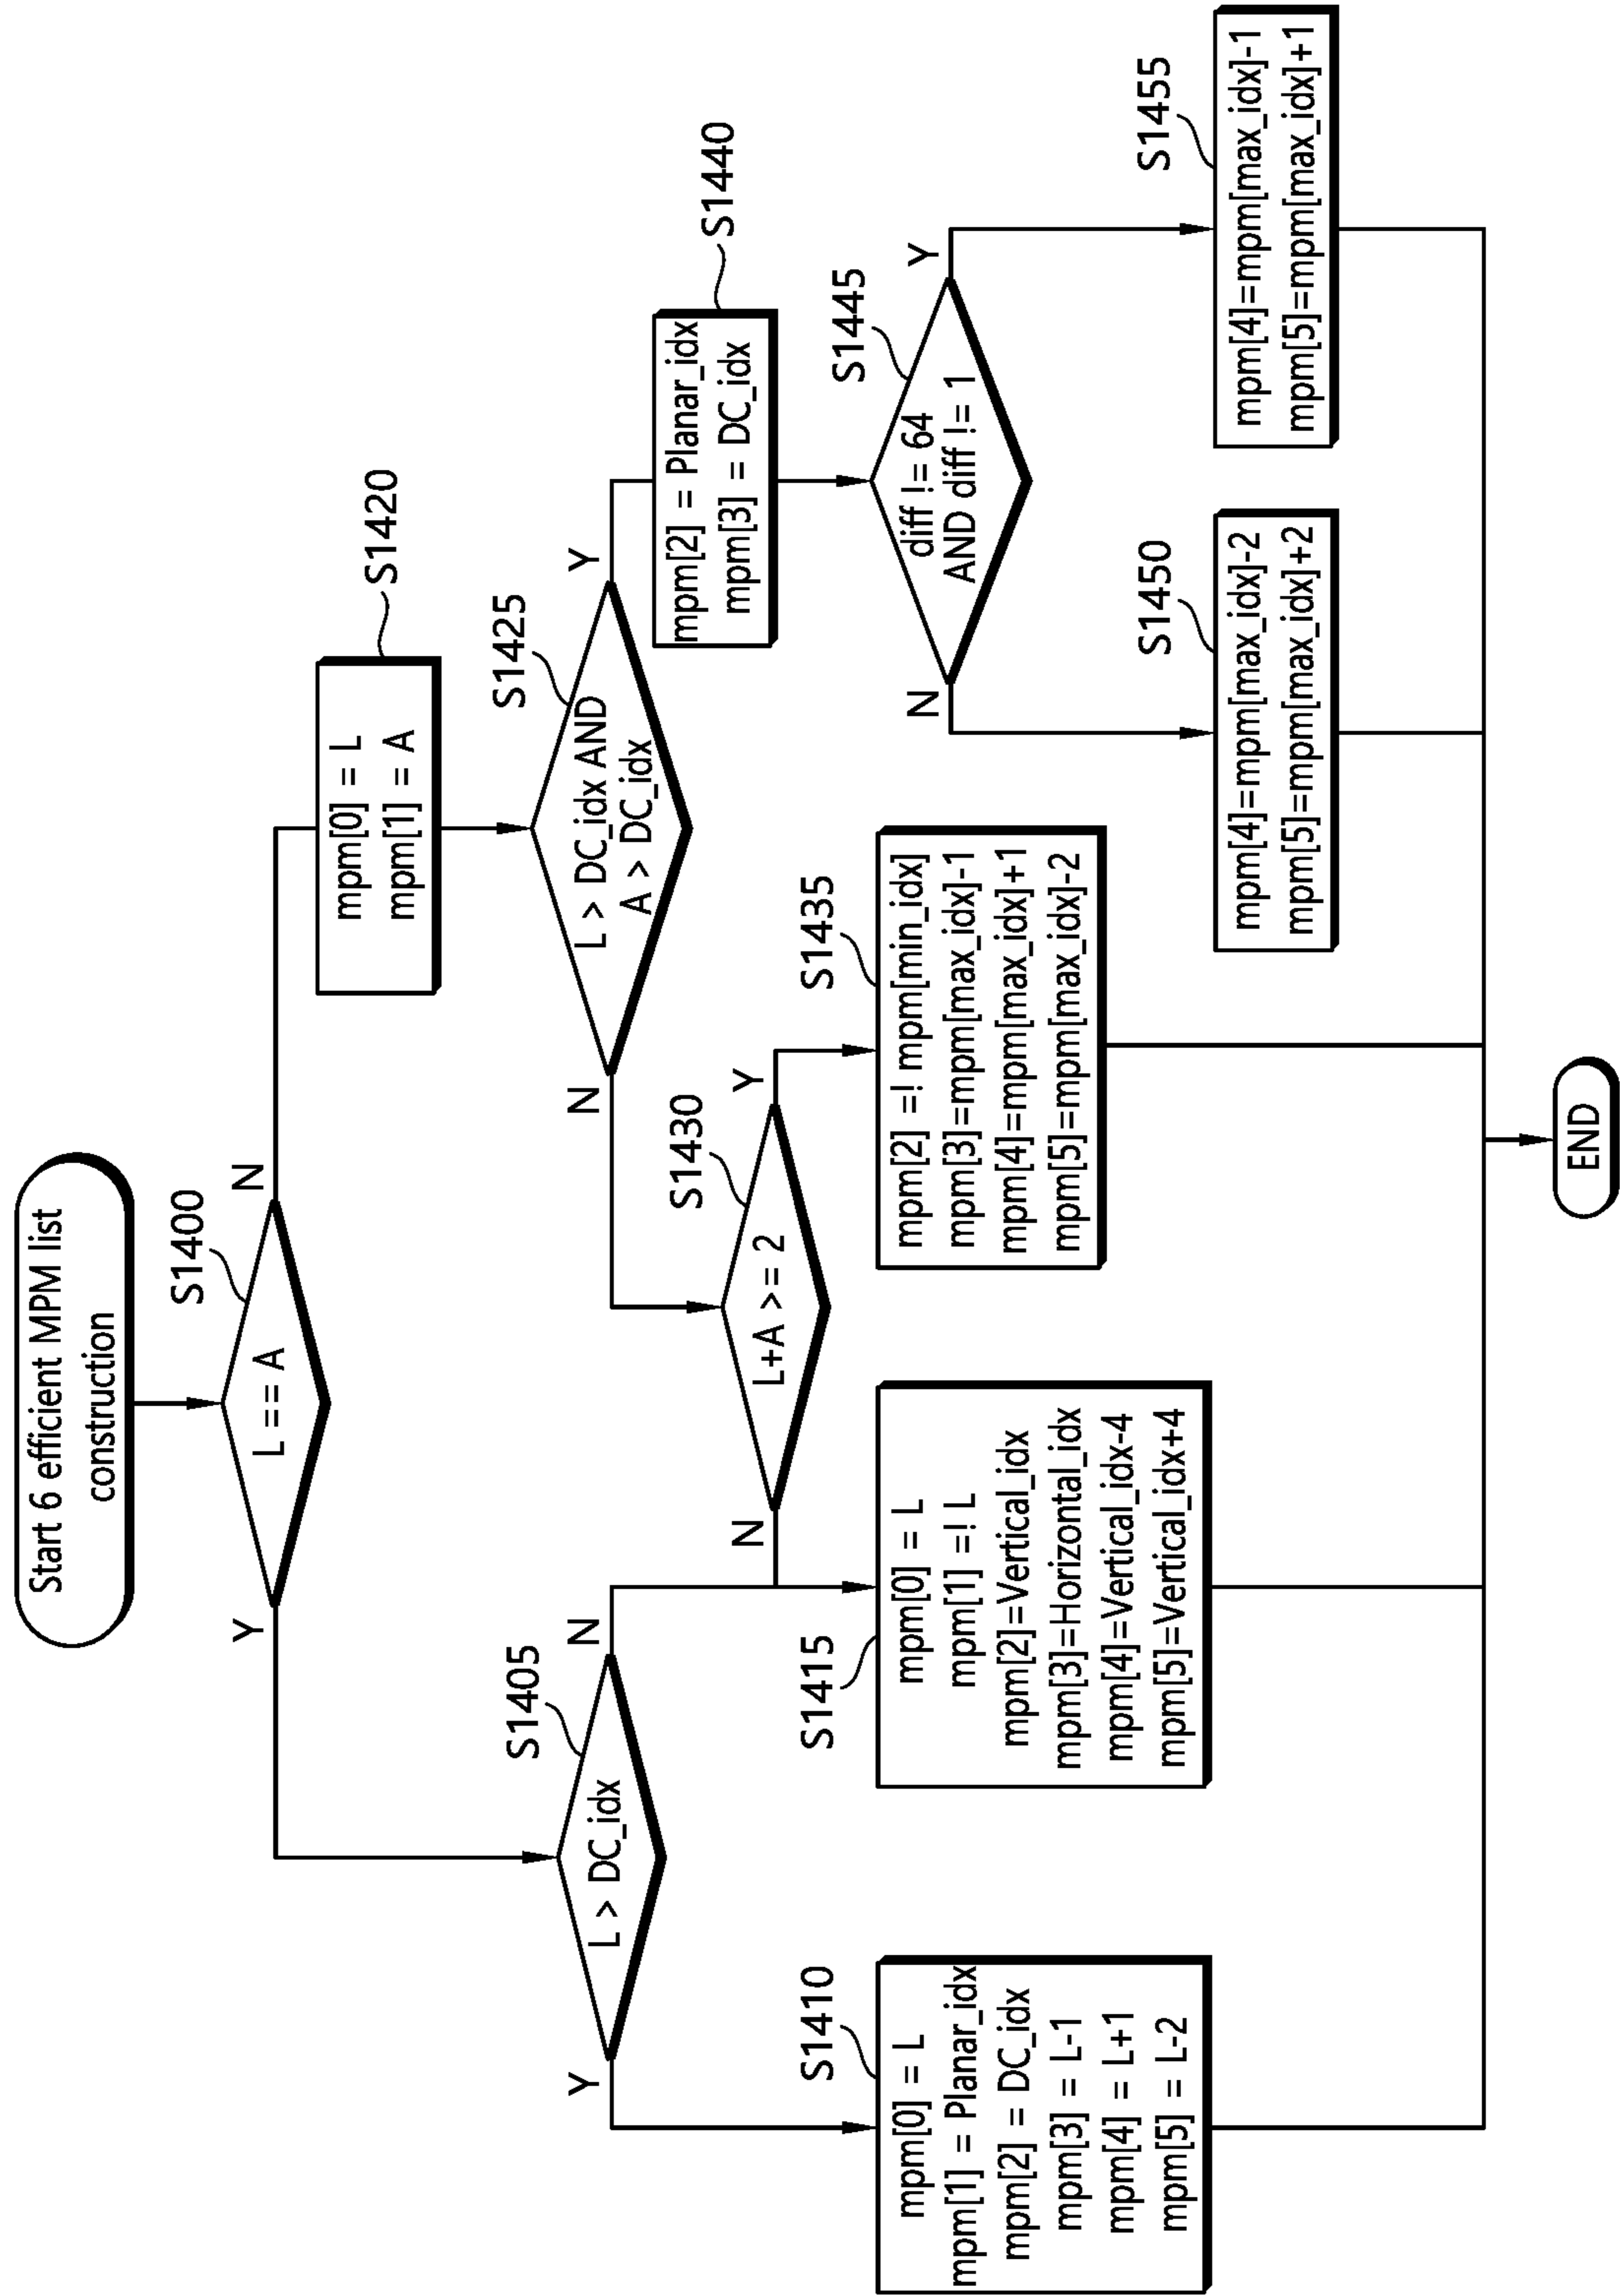 Start 6 efficient MPM list
construction
S1400
L == A
Y
N
S1405
L > DC_idx
Y
N
S1410
mpm[0] = L
mpm[1] = Planar_idx
mpm[2] = DC_idx
mpm[3] = L-1
mpm[4] = L+1
mpm[5] = L-2
S1415
mpm[0] = L
mpm[1] =! L
mpm[2]=Vertical_idx
mpm[3]=Horizontal_idx
mpm[4]=Vertical_idx-4
mpm[5]=Vertical_idx+4
S1420
mpm[0] = L
mpm[1] = A
S1425
L > DC_idx AND
A > DC_idx
N
Y
S1430
L+A >= 2
N
Y
S1435
mpm[2] =! mpm[min_idx]
mpm[3]=mpm[max_idx]-1
mpm[4]=mpm[max_idx]+1
mpm[5]=mpm[max_idx]-2
S1440
mpm[2] = Planar_idx
mpm[3] = DC_idx
S1445
diff != 64
AND diff != 1
N
Y
S1450
mpm[4]=mpm[max_idx]-2
mpm[5]=mpm[max_idx]+2
S1455
mpm[4]=mpm[max_idx]-1
mpm[5]=mpm[max_idx]+1
END